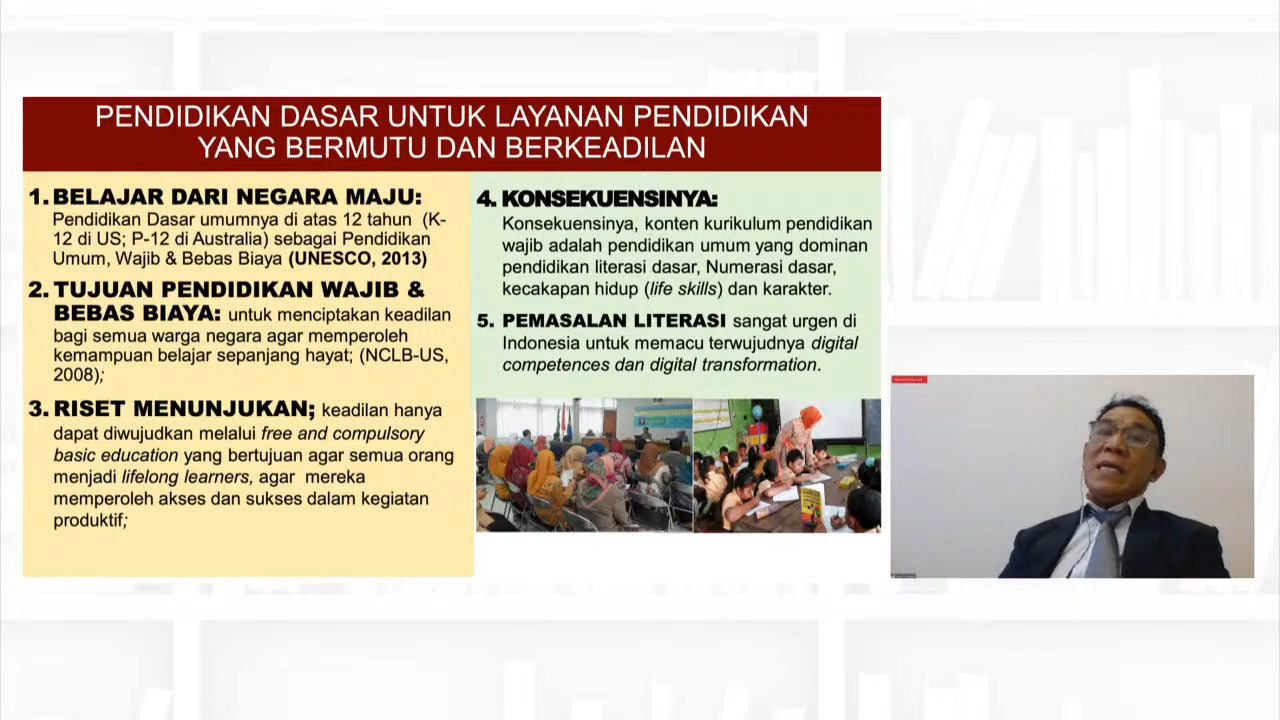 PENDIDIKAN DASAR UNTUK LAYANAN PENDIDIKAN
YANG BERMUTU DAN BERKEADILAN
1. BELAJAR DARI NEGARA MAJU:
Pendidikan Dasar umumnya di atas 12 tahun (K-
12 di US; P-12 di Australia) sebagai Pendidikan
Umum, Wajib & Bebas Biaya (UNESCO, 2013)
2. TUJUAN PENDIDIKAN WAJIB &
BEBAS BIAYA: untuk menciptakan keadilan
bagi semua warga negara agar memperoleh
kemampuan belajar sepanjang hayat; (NCLB-US,
2008);
3. RISET MENUNJUKAN; keadilan hanya
dapat diwujudkan melalui free and compulsory
basic education yang bertujuan agar semua orang
menjadi lifelong learners, agar mereka
memperoleh akses dan sukses dalam kegiatan
produktif;
4. KONSEKUENSINYA:
Konsekuensinya, konten kurikulum pendidikan
wajib adalah pendidikan umum yang dominan
pendidikan literasi dasar, Numerasi dasar,
kecakapan hidup (life skills) dan karakter.
5. PEMASALAN LITERASI sangat urgen di
Indonesia untuk memacu terwujudnya digital
competences dan digital transformation.